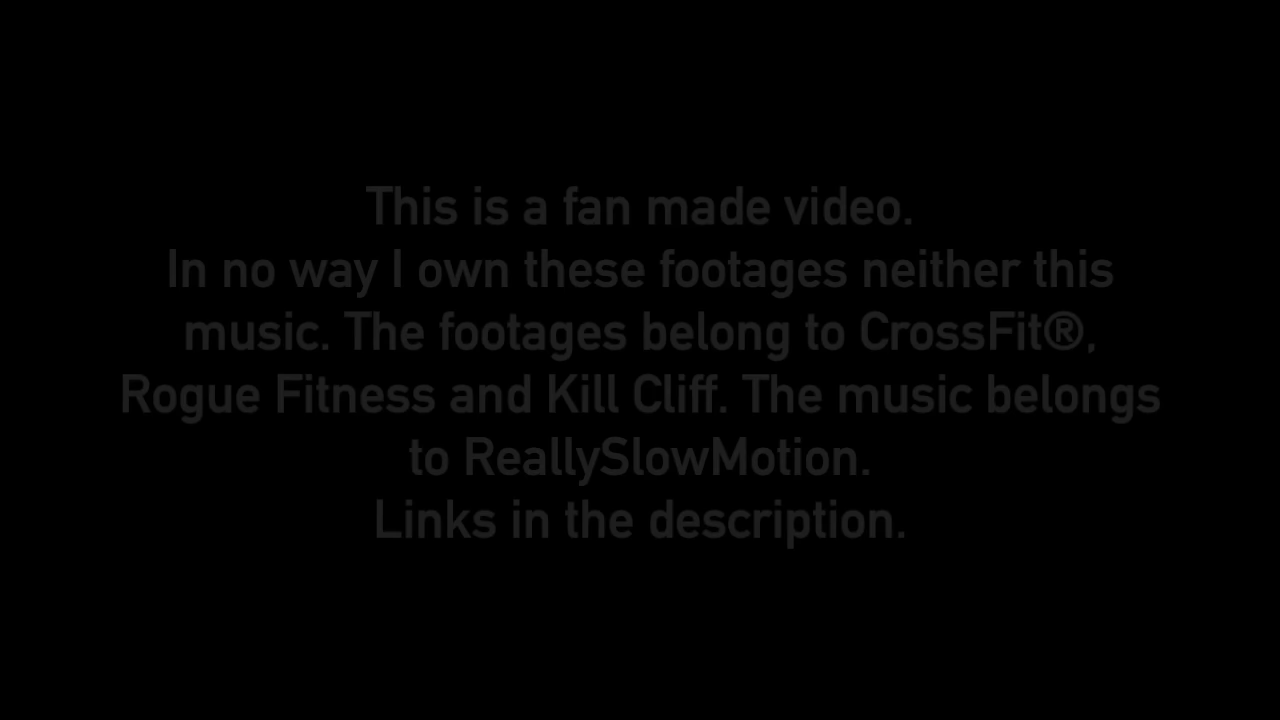 This is a fan made video.
In no way I own these footages neither this
music. The footages belong to CrossFit®,
Rogue Fitness and Kill Cliff. The music belongs
to ReallySlowMotion.
Links in the description.